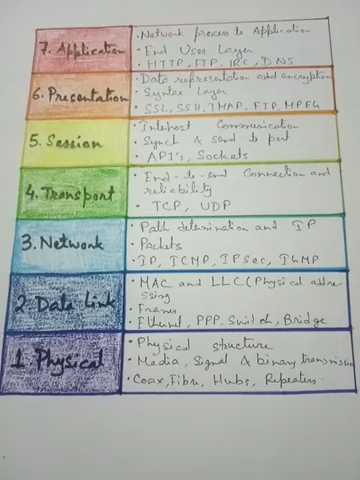 7. Application
• Network process to Application
• End User Layer
• HTTP, FTP, IRC, DNS
6. Presentation
• Data representation and encryption
• Syntax Layer
• SSL, SSH, IMAP, FTP, MPEG
5. Session
• Interhost Communication
• Synch & send to port
• API's, Sockets
4. Transport
• End-to-end Connection and
reliability
• TCP, UDP
3. Network
• Path determination and IP
• Packets
• IP, ICMP, IPSec, IGMP
2. Data Link
• MAC and LLC (Physical addre-
ssing
• Frames
• Ethernet, PPP, Switch, Bridge
1. Physical
• Physical structure
• Media, Signal & binary transmission
• Coax, Fibre, Hubs, Repeaters.